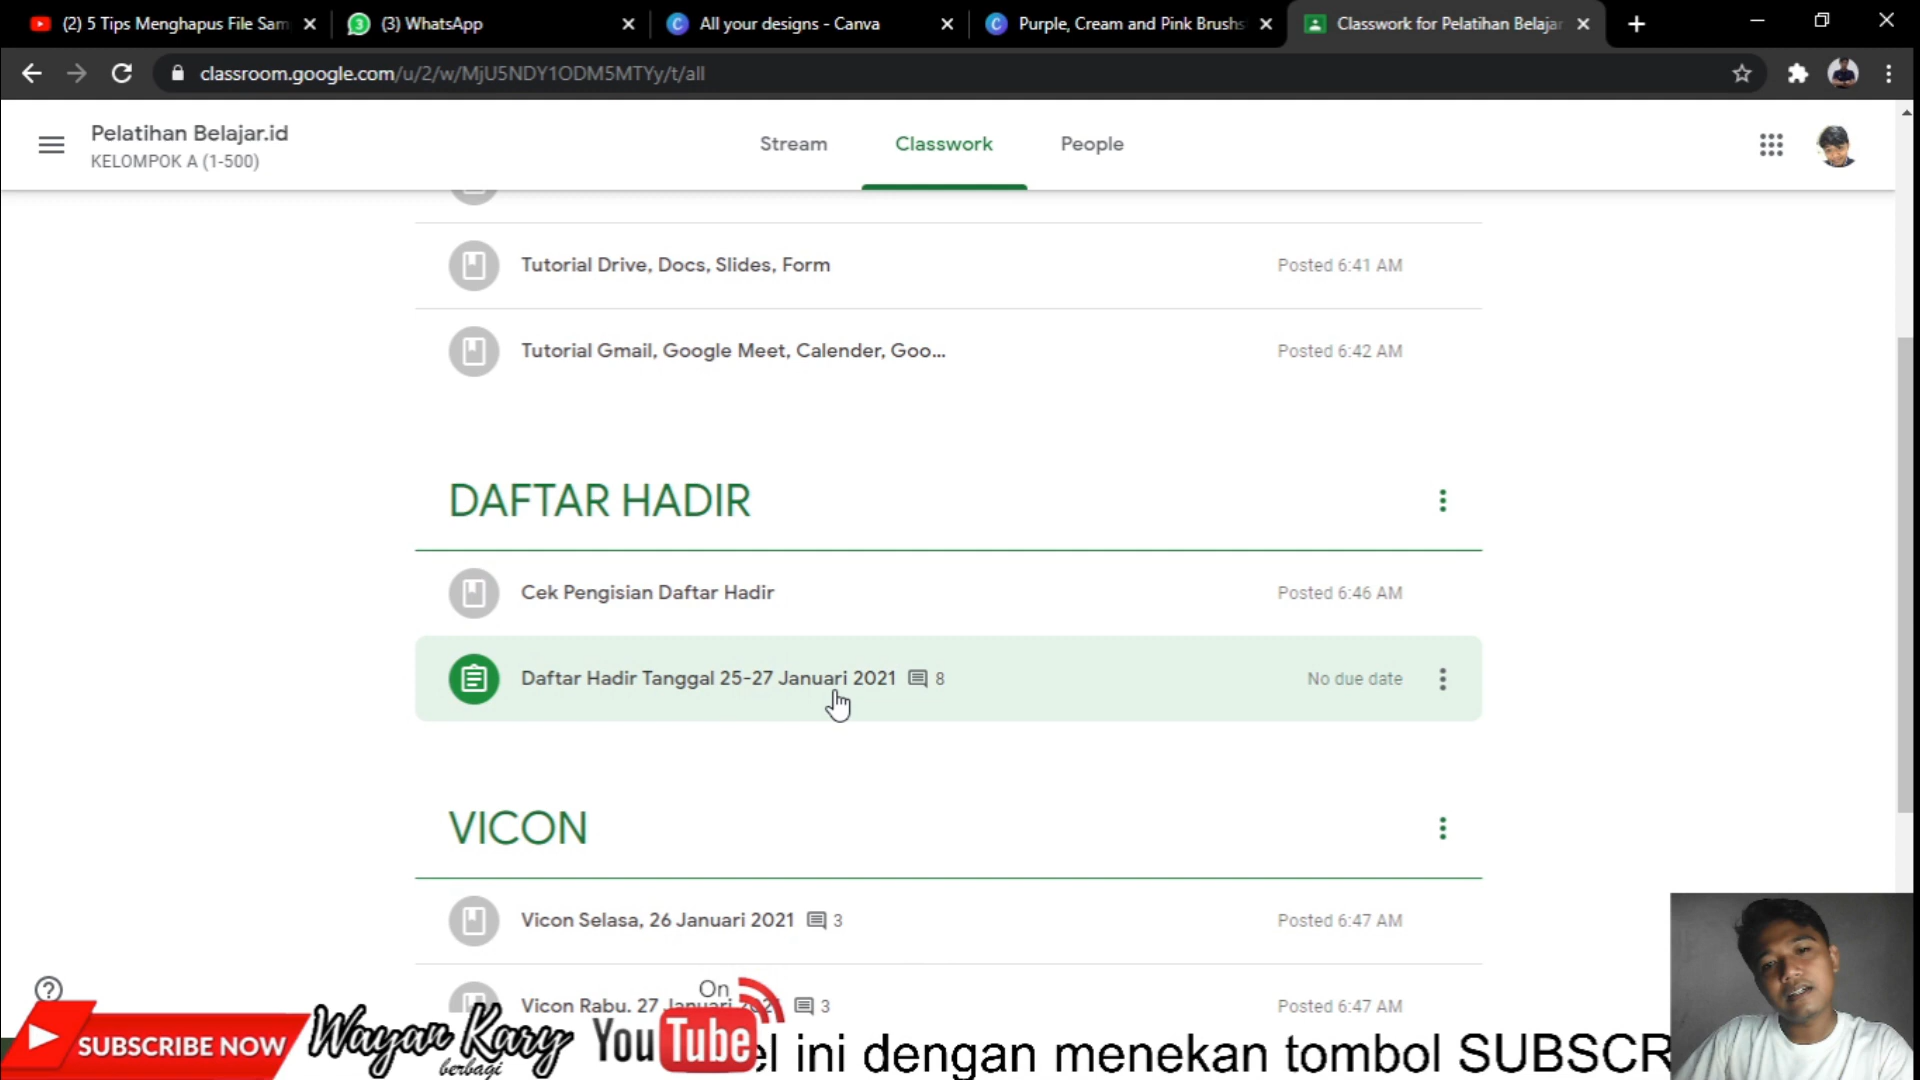 (2) 5 Tips Menghapus File Sam
(3) WhatsApp
All your designs - Canva
Purple, Cream and Pink Brushs
Classwork for Pelatihan Belajar
classroom.google.com/u/2/w/MjU5NDY1ODM5MTYy/t/all
Pelatihan Belajar.id
KELOMPOK A (1-500)
Stream
Classwork
People
Tutorial Drive, Docs, Slides, Form
Posted 6:41 AM
Tutorial Gmail, Google Meet, Calender, Goo...
Posted 6:42 AM
DAFTAR HADIR
Cek Pengisian Daftar Hadir
Posted 6:46 AM
Daftar Hadir Tanggal 25-27 Januari 2021 8
No due date
VICON
Vicon Selasa, 26 Januari 2021 3
Posted 6:47 AM
Vicon Rabu, 27 Januari 2021 3
Posted 6:47 AM
SUBSCRIBE NOW
Wayan Kary
berbagi
On
YouTube
el ini dengan menekan tombol SUBSCR